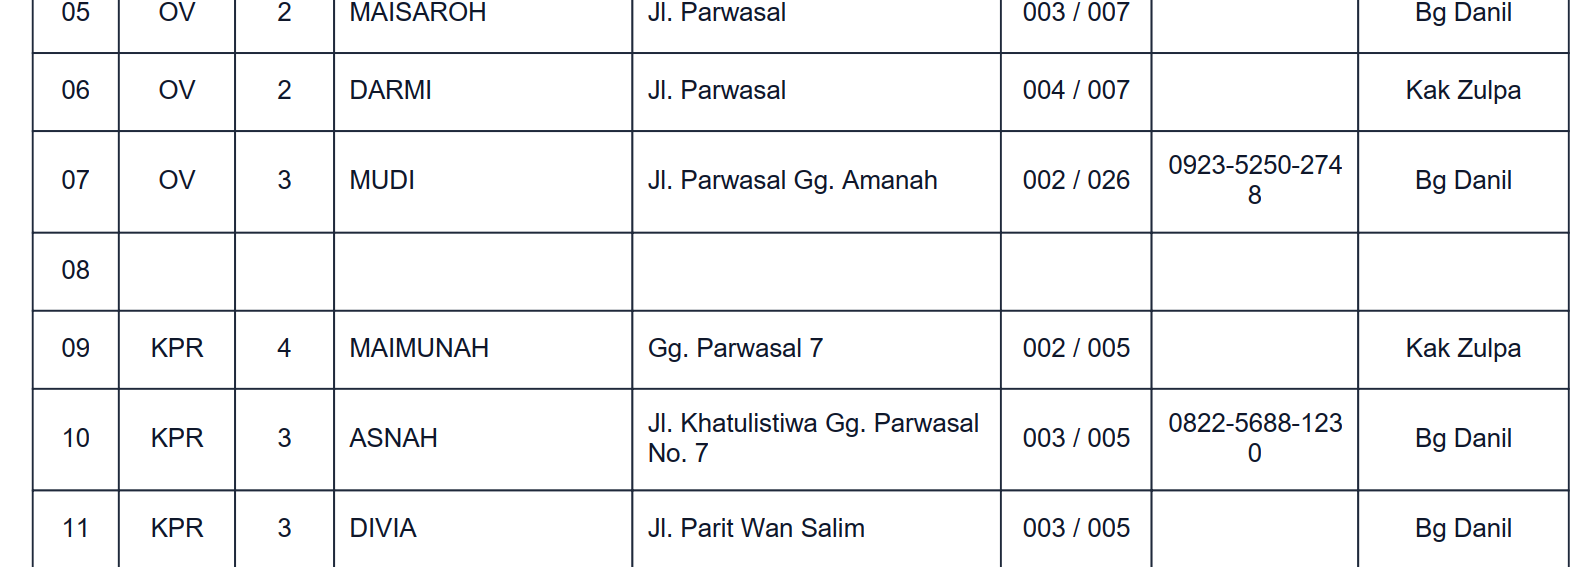 05 OV 2 MAISAROH Jl. Parwasal 003 / 007 Bg Danil
06 OV 2 DARMI Jl. Parwasal 004 / 007 Kak Zulpa
07 OV 3 MUDI Jl. Parwasal Gg. Amanah 002 / 026 0923-5250-274
8 Bg Danil
08
09 KPR 4 MAIMUNAH Gg. Parwasal 7 002 / 005 Kak Zulpa
10 KPR 3 ASNAH Jl. Khatulistiwa Gg. Parwasal
No. 7 003 / 005 0822-5688-123
0 Bg Danil
11 KPR 3 DIVIA Jl. Parit Wan Salim 003 / 005 Bg Danil